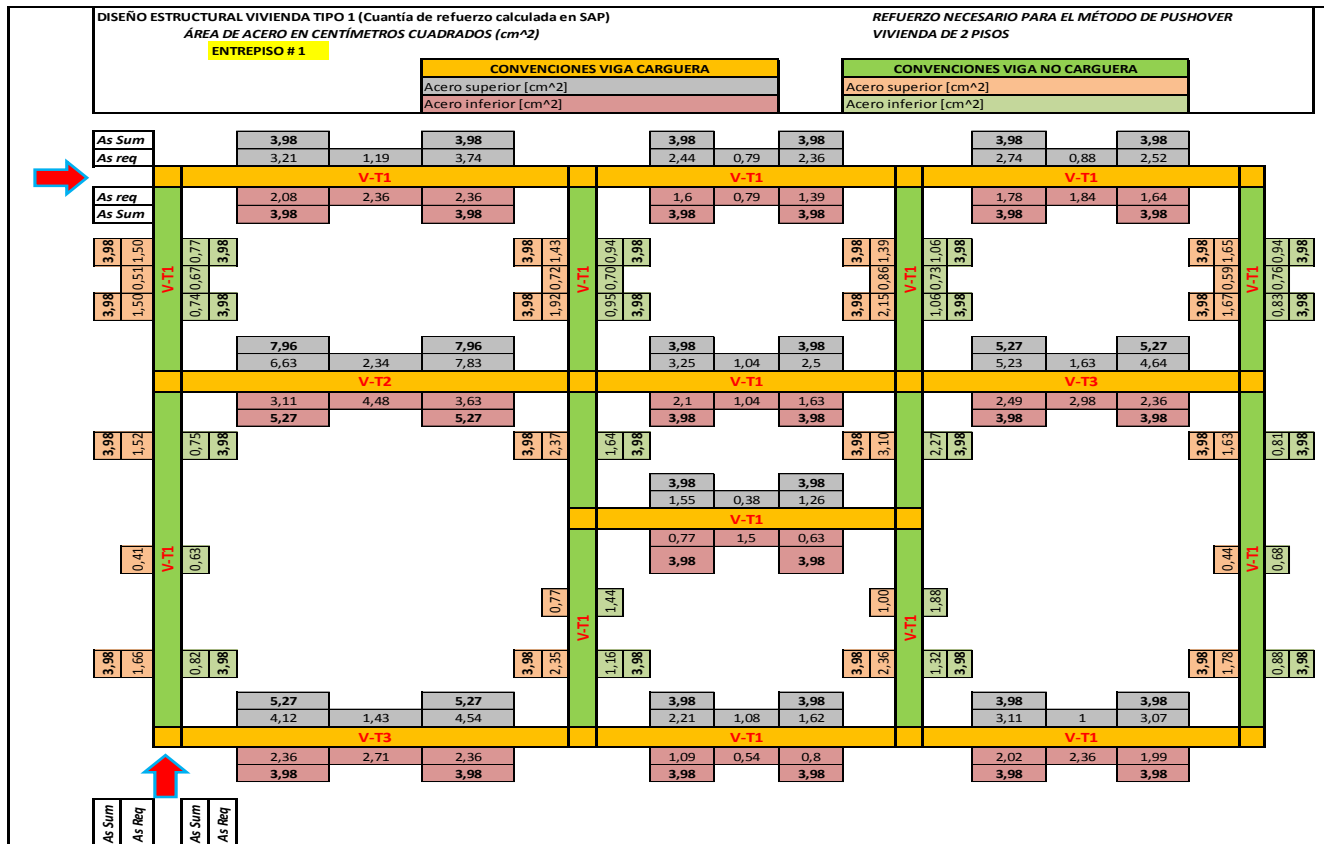 DISEÑO ESTRUCTURAL VIVIENDA TIPO 1 (Cuantía de refuerzo calculada en SAP) REFUERZO NECESARIO PARA EL MÉTODO DE PUSHOVER
ÁREA DE ACERO EN CENTÍMETROS CUADRADOS (cm^2) VIVIENDA DE 2 PISOS
ENTREPISO # 1
CONVENCIONES VIGA CARGUERA CONVENCIONES VIGA NO CARGUERA
Acero superior [cm^2] Acero superior [cm^2]
Acero inferior [cm^2] Acero inferior [cm^2]
As Sum 3,98 3,98 3,98 3,98 3,98 3,98
As req 3,21 1,19 3,74 2,44 0,79 2,36 2,74 0,88 2,52
V-T1 V-T1 V-T1
As req 2,08 2,36 2,36 1,6 0,79 1,39 1,78 1,84 1,64
As Sum 3,98 3,98 3,98 3,98 3,98 3,98
3,98 1,50 0,77 3,98 3,98 1,43 0,94 3,98 3,98 1,39 1,06 3,98 3,98 1,65 0,94 3,98
0,51 V-T1 0,67 0,72 V-T1 0,70 0,86 V-T1 0,73 0,59 V-T1 0,76
3,98 1,50 0,74 3,98 3,98 1,92 0,95 3,98 3,98 2,15 1,06 3,98 3,98 1,67 0,83 3,98
7,96 7,96 3,98 3,98 5,27 5,27
6,63 2,34 7,83 3,25 1,04 2,5 5,23 1,63 4,64
V-T2 V-T1 V-T3
3,11 4,48 3,63 2,1 1,04 1,63 2,49 2,98 2,36
5,27 5,27 3,98 3,98 3,98 3,98
3,98 1,52 0,75 3,98 3,98 2,37 1,64 3,98 3,98 3,10 2,27 3,98 3,98 1,63 0,81 3,98
3,98 3,98
1,55 0,38 1,26
V-T1
0,77 1,5 0,63
3,98 3,98
0,41 V-T1 0,63 0,44 V-T1 0,68
0,77 1,44 1,00 1,88
V-T1 V-T1
3,98 1,66 0,82 3,98 3,98 2,35 1,16 3,98 3,98 2,36 1,32 3,98 3,98 1,78 0,88 3,98
5,27 5,27 3,98 3,98 3,98 3,98
4,12 1,43 4,54 2,21 1,08 1,62 3,11 1 3,07
V-T3 V-T1 V-T1
2,36 2,71 2,36 1,09 0,54 0,8 2,02 2,36 1,99
3,98 3,98 3,98 3,98 3,98 3,98
As Sum As Req As Sum As Req